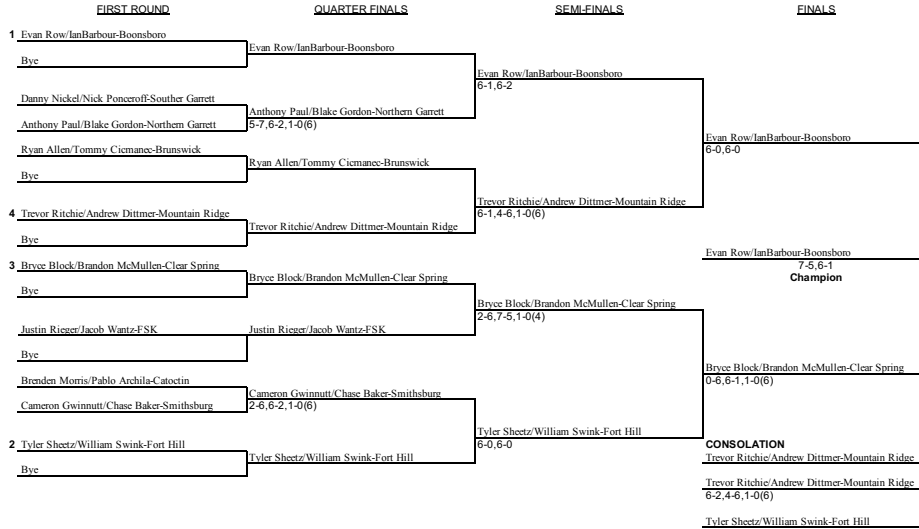 FIRST ROUND QUARTER FINALS SEMI-FINALS FINALS
1 Evan Row/IanBarbour-Boonsboro
Evan Row/IanBarbour-Boonsboro
Bye
Evan Row/IanBarbour-Boonsboro
6-1,6-2
Danny Nickel/Nick Ponceroff-Souther Garrett
Anthony Paul/Blake Gordon-Northern Garrett
Anthony Paul/Blake Gordon-Northern Garrett
5-7,6-2,1-0(6)
Evan Row/IanBarbour-Boonsboro
6-0,6-0
Ryan Allen/Tommy Cicmanec-Brunswick
Ryan Allen/Tommy Cicmanec-Brunswick
Bye
Trevor Ritchie/Andrew Dittmer-Mountain Ridge
6-1,4-6,1-0(6)
4 Trevor Ritchie/Andrew Dittmer-Mountain Ridge
Trevor Ritchie/Andrew Dittmer-Mountain Ridge
Bye
Evan Row/IanBarbour-Boonsboro
7-5,6-1
Champion
3 Bryce Block/Brandon McMullen-Clear Spring
Bryce Block/Brandon McMullen-Clear Spring
Bye
Bryce Block/Brandon McMullen-Clear Spring
2-6,7-5,1-0(4)
Justin Rieger/Jacob Wantz-FSK
Justin Rieger/Jacob Wantz-FSK
Bye
Bryce Block/Brandon McMullen-Clear Spring
0-6,6-1,1-0(6)
Brenden Morris/Pablo Archila-Catoctin
Cameron Gwinnutt/Chase Baker-Smithsburg
Cameron Gwinnutt/Chase Baker-Smithsburg
2-6,6-2,1-0(6)
Tyler Sheetz/William Swink-Fort Hill
6-0,6-0
2 Tyler Sheetz/William Swink-Fort Hill
Tyler Sheetz/William Swink-Fort Hill
Bye
CONSOLATION
Trevor Ritchie/Andrew Dittmer-Mountain Ridge
Trevor Ritchie/Andrew Dittmer-Mountain Ridge
6-2,4-6,1-0(6)
Tyler Sheetz/William Swink-Fort Hill